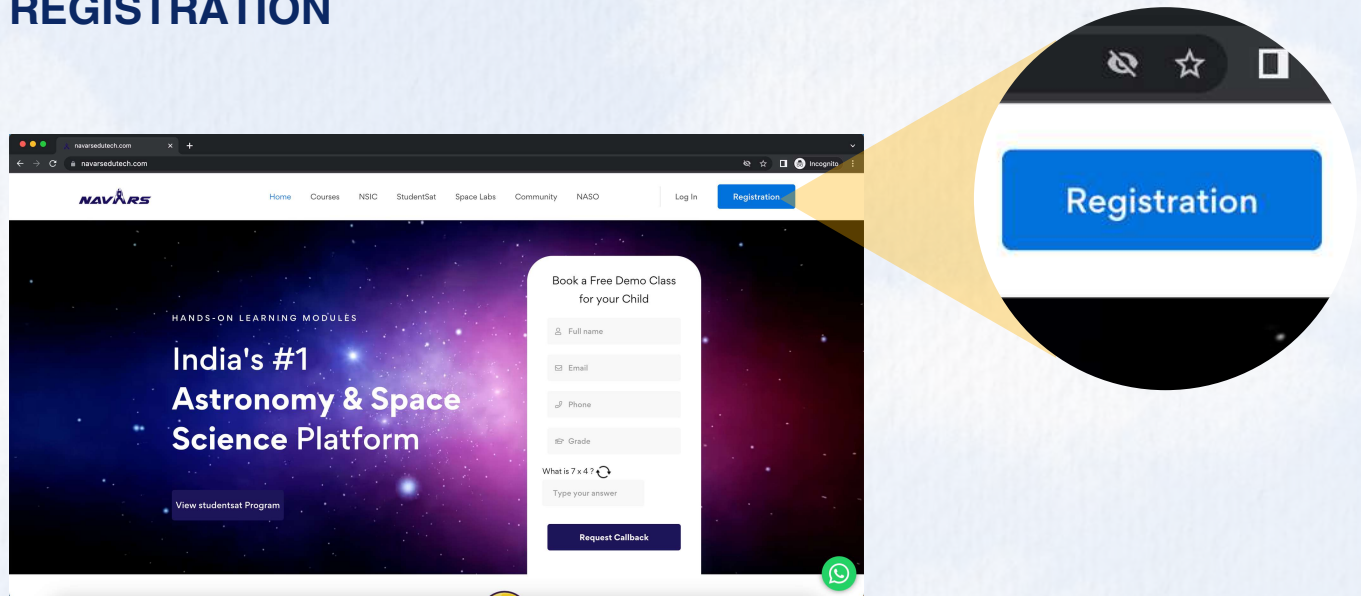 REGISTRATION
navarsedutech.com
navarsedutech.com
Incognito
NAVARS
Home Courses NSIC StudentSat Space Labs Community NASO Log In Registration
Registration
HANDS-ON LEARNING MODULES
India's #1
Astronomy & Space
Science Platform
View studentsat Program
Book a Free Demo Class
for your Child
Full name
Email
Phone
Grade
What is 7 x 4 ?
Type your answer
Request Callback